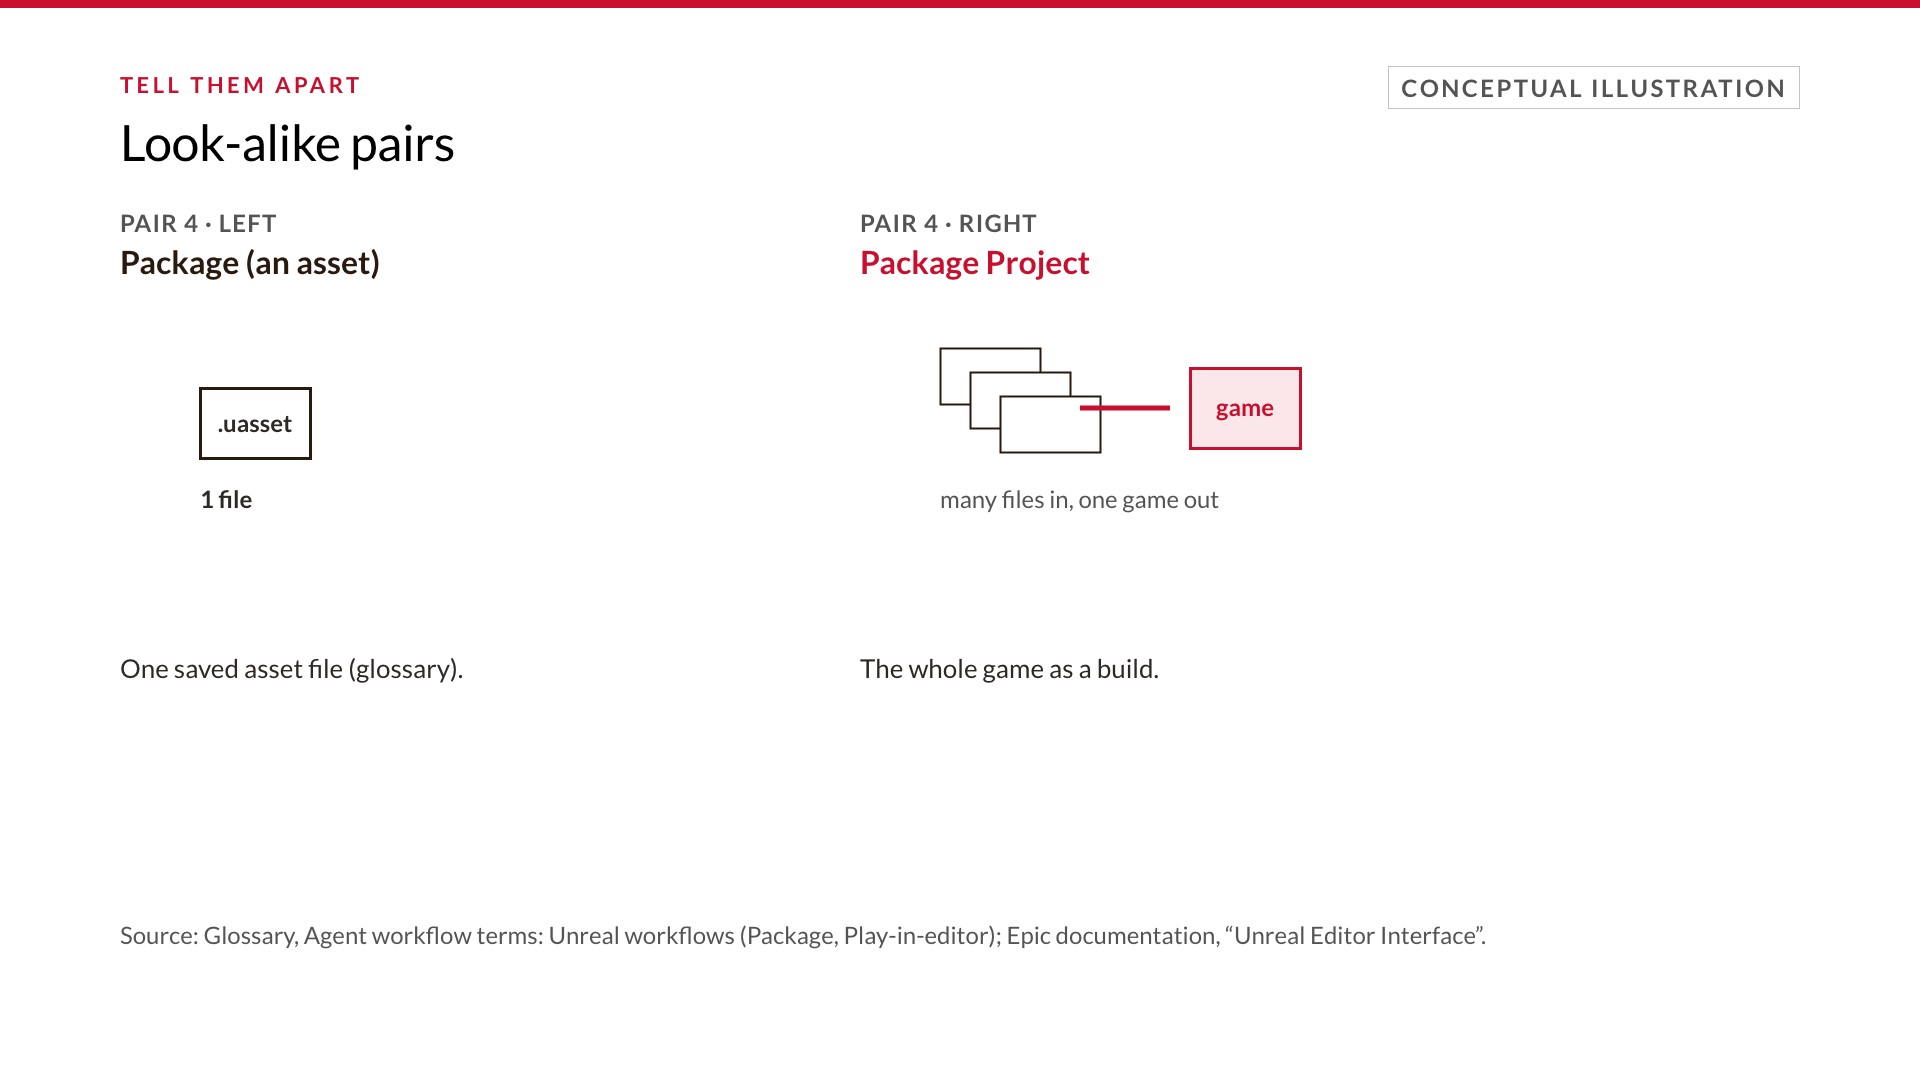 TELL THEM APART
CONCEPTUAL ILLUSTRATION
Look-alike pairs
PAIR 4 · LEFT
Package (an asset)
.uasset
1 file
One saved asset file (glossary).
PAIR 4 · RIGHT
Package Project
game
many files in, one game out
The whole game as a build.
Source: Glossary, Agent workflow terms: Unreal workflows (Package, Play-in-editor); Epic documentation, “Unreal Editor Interface”.